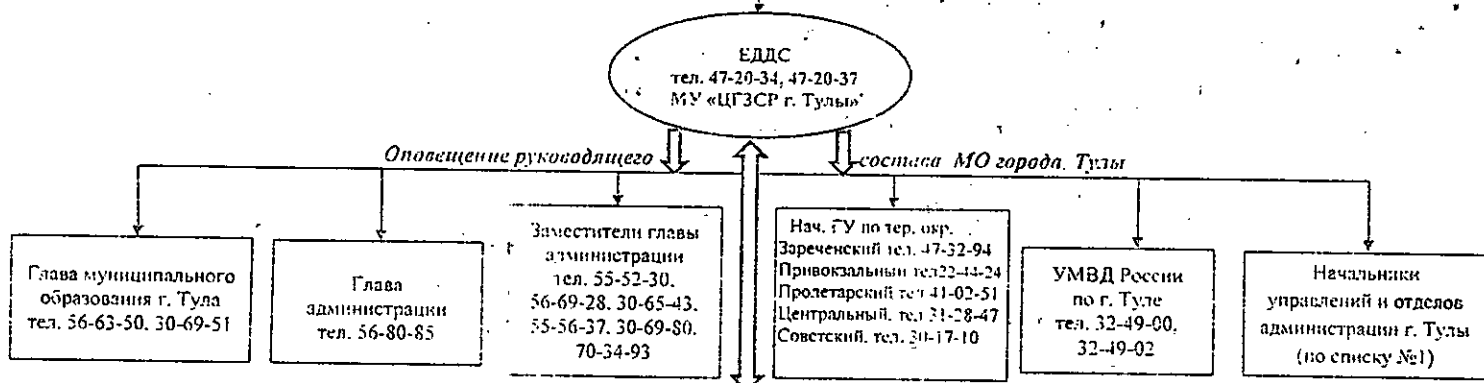 ЕДДС
тел. 47-20-34, 47-20-37
МУ «ЦГЗСР г. Тулы»
Оповещение руководящего состава МО города Тулы
Глава муниципального
образования г. Тула
тел. 56-63-50. 30-69-51
Глава
администрации
тел. 56-80-85
Заместители главы
администрации
тел. 55-52-30.
56-69-28. 30-65-43.
55-56-37. 30-69-80.
70-34-93
Нач. ГУ по тер. окр.
Зареченский тел. 47-32-94
Привокзальный тел 22-44-24
Пролетарский тел 41-02-51
Центральный. тел 31-28-47
Советский. тел. 30-17-10
УМВД России
по г. Туле
тел. 32-49-00,
32-49-02
Начальники
управлений и отделов
администрации г. Тулы
(по списку №1)